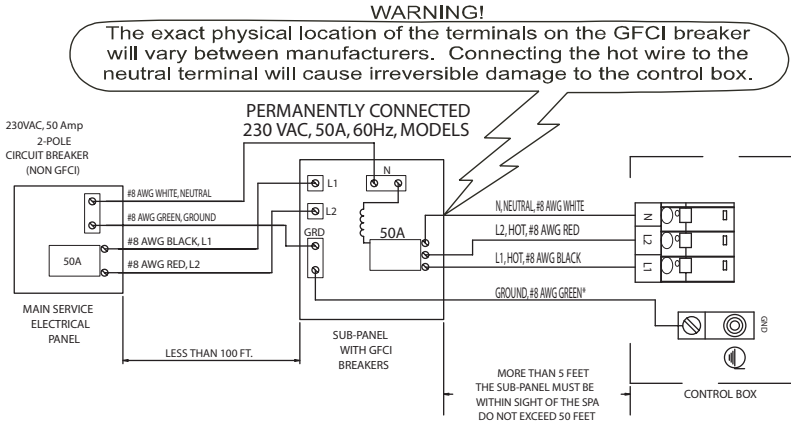 WARNING!
The exact physical location of the terminals on the GFCI breaker
will vary between manufacturers. Connecting the hot wire to the
neutral terminal will cause irreversible damage to the control box.
PERMANENTLY CONNECTED
230 VAC, 50A, 60Hz, MODELS
230VAC, 50 Amp
2-POLE
CIRCUIT BREAKER
(NON GFCI)
#8 AWG WHITE, NEUTRAL
#8 AWG GREEN, GROUND
#8 AWG BLACK, L1
#8 AWG RED, L2
50A
MAIN SERVICE
ELECTRICAL
PANEL
LESS THAN 100 FT.
L1
L2
GRD
N
50A
SUB-PANEL
WITH GFCI
BREAKERS
N, NEUTRAL, #8 AWG WHITE
L2, HOT, #8 AWG RED
L1, HOT, #8 AWG BLACK
GROUND, #8 AWG GREEN*
MORE THAN 5 FEET
THE SUB-PANEL MUST BE
WITHIN SIGHT OF THE SPA
DO NOT EXCEED 50 FEET
N
L2
L1
GND
CONTROL BOX